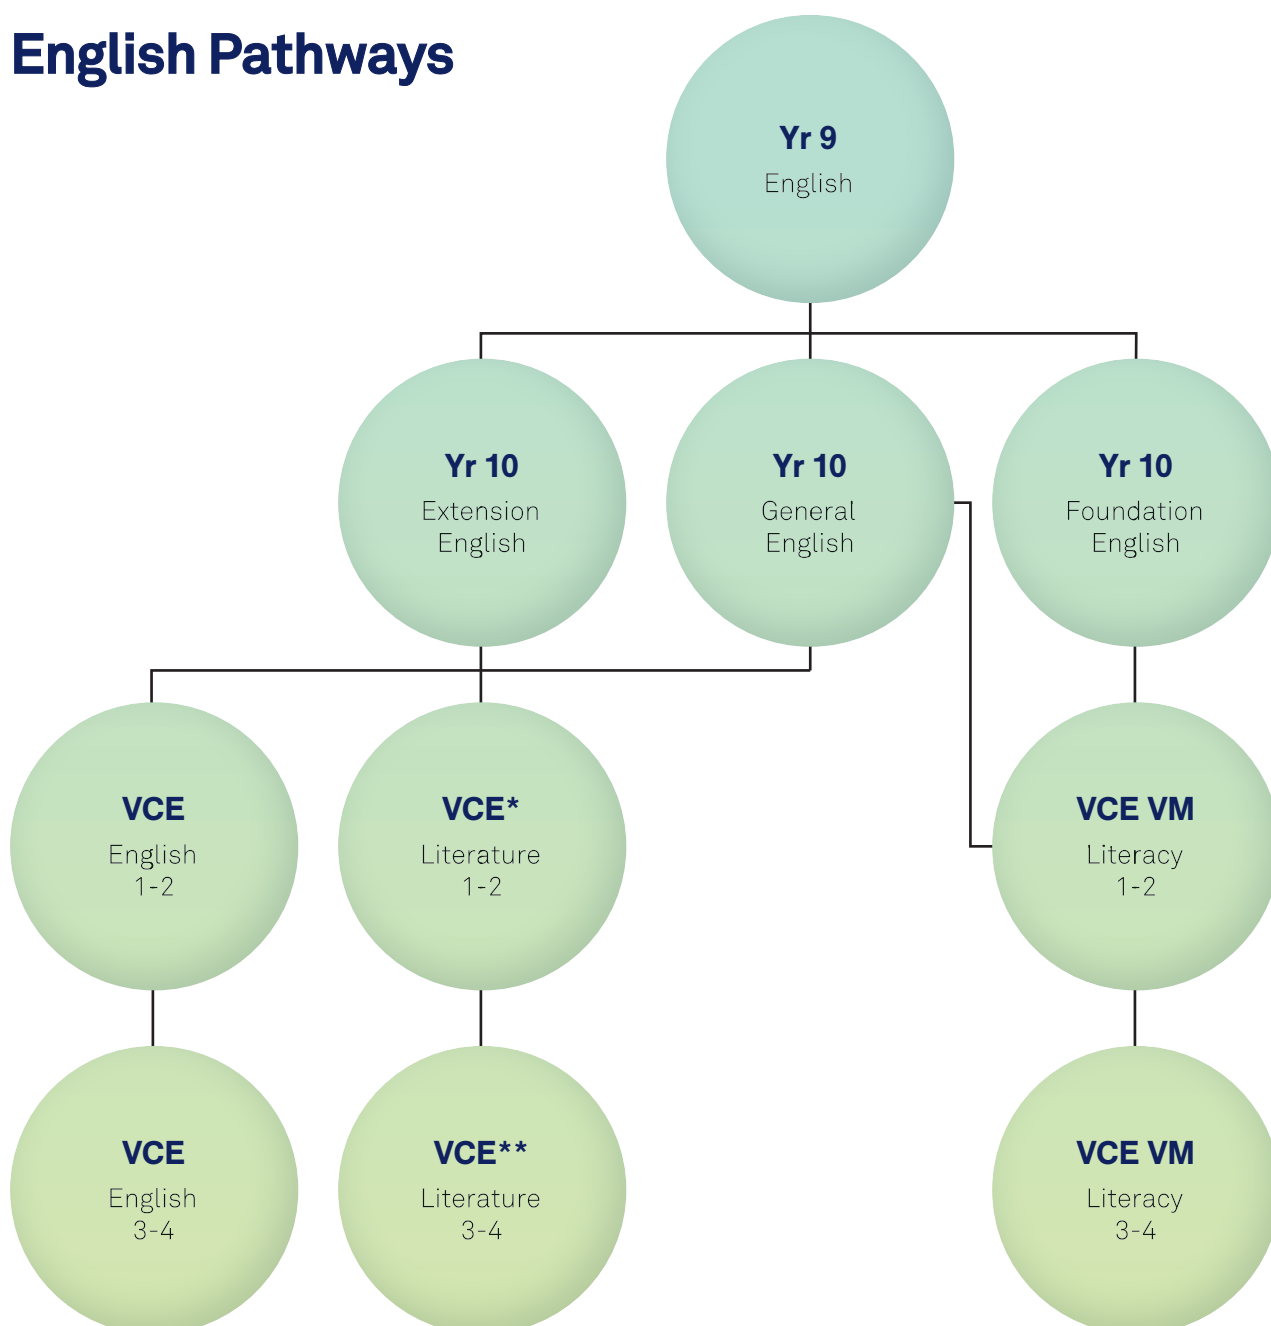 English Pathways
Yr 9
English
Yr 10
Extension
English
Yr 10
General
English
Yr 10
Foundation
English
VCE
English
1-2
VCE*
Literature
1-2
VCE VM
Literacy
1-2
VCE
English
3-4
VCE**
Literature
3-4
VCE VM
Literacy
3-4